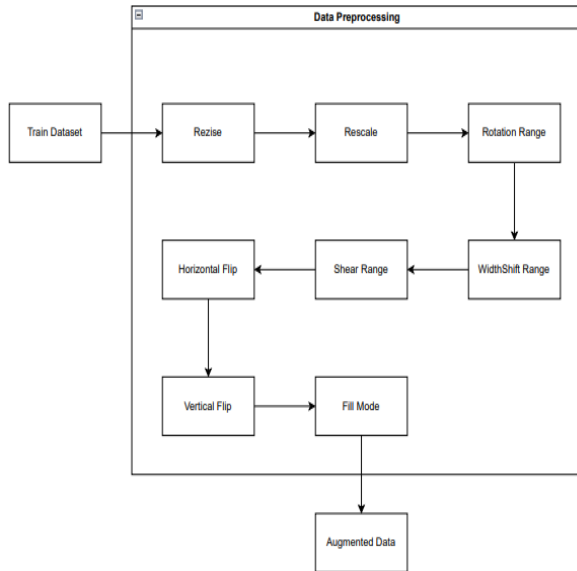 Data Preprocessing
Train Dataset
Rezise
Rescale
Rotation Range
WidthShift Range
Shear Range
Horizontal Flip
Vertical Flip
Fill Mode
Augmented Data